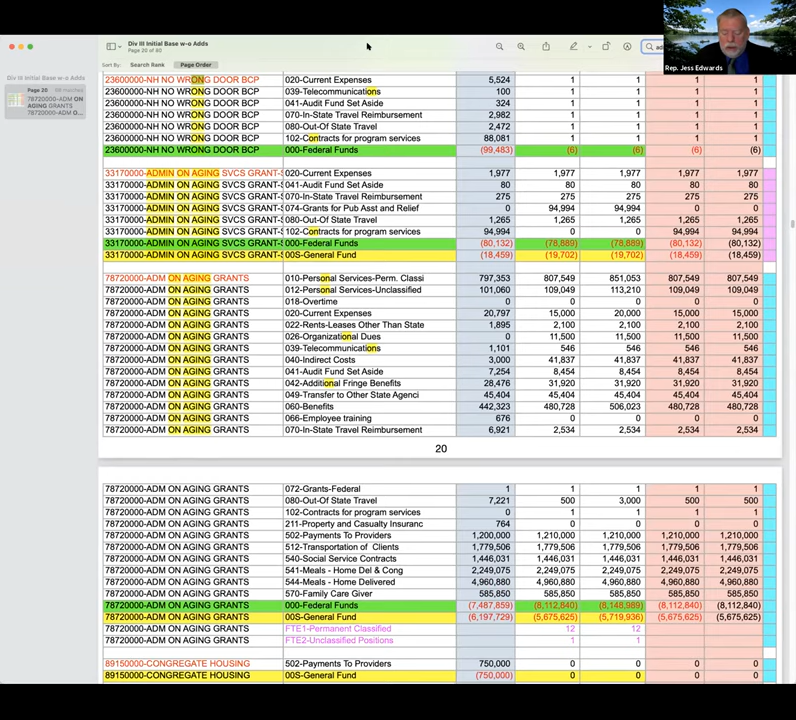 Div III Initial Base w-o Adds
Page 20 of 80
Sort By: Search Rank Page Order
Rep. Jess Edwards
Div III Initial Base w-o Adds
Page 20
78720000-ADM ON
AGING GRANTS
78720000-ADM O...
23600000-NH NO WRONG DOOR BCP 020-Current Expenses 5,524 1 1 1 1
23600000-NH NO WRONG DOOR BCP 039-Telecommunications 100 1 1 1 1
23600000-NH NO WRONG DOOR BCP 041-Audit Fund Set Aside 324 1 1 1 1
23600000-NH NO WRONG DOOR BCP 070-In-State Travel Reimbursement 2,982 1 1 1 1
23600000-NH NO WRONG DOOR BCP 080-Out-Of State Travel 2,472 1 1 1 1
23600000-NH NO WRONG DOOR BCP 102-Contracts for program services 88,081 1 1 1 1
23600000-NH NO WRONG DOOR BCP 000-Federal Funds (99,483) (6) (6) (6) (6)
33170000-ADMIN ON AGING SVCS GRANT-S 020-Current Expenses 1,977 1,977 1,977 1,977 1,977
33170000-ADMIN ON AGING SVCS GRANT-S 041-Audit Fund Set Aside 80 80 80 80 80
33170000-ADMIN ON AGING SVCS GRANT-S 070-In-State Travel Reimbursement 275 275 275 275 275
33170000-ADMIN ON AGING SVCS GRANT-S 074-Grants for Pub Asst and Relief 0 94,994 94,994 0 0
33170000-ADMIN ON AGING SVCS GRANT-S 080-Out-Of State Travel 1,265 1,265 1,265 1,265 1,265
33170000-ADMIN ON AGING SVCS GRANT-S 102-Contracts for program services 94,994 0 0 94,994 94,994
33170000-ADMIN ON AGING SVCS GRANT-S 000-Federal Funds (80,132) (78,889) (78,889) (80,132) (80,132)
33170000-ADMIN ON AGING SVCS GRANT-S 00S-General Fund (18,459) (19,702) (19,702) (18,459) (18,459)
78720000-ADM ON AGING GRANTS 010-Personal Services-Perm. Classi 797,353 807,549 851,053 807,549 807,549
78720000-ADM ON AGING GRANTS 012-Personal Services-Unclassified 101,060 109,049 113,210 109,049 109,049
78720000-ADM ON AGING GRANTS 018-Overtime 0 0 0 0 0
78720000-ADM ON AGING GRANTS 020-Current Expenses 20,797 15,000 20,000 15,000 15,000
78720000-ADM ON AGING GRANTS 022-Rents-Leases Other Than State 1,895 2,100 2,100 2,100 2,100
78720000-ADM ON AGING GRANTS 026-Organizational Dues 0 11,500 11,500 11,500 11,500
78720000-ADM ON AGING GRANTS 039-Telecommunications 1,101 546 546 546 546
78720000-ADM ON AGING GRANTS 040-Indirect Costs 3,000 41,837 41,837 41,837 41,837
78720000-ADM ON AGING GRANTS 041-Audit Fund Set Aside 7,254 8,454 8,454 8,454 8,454
78720000-ADM ON AGING GRANTS 042-Additional Fringe Benefits 28,476 31,920 31,920 31,920 31,920
78720000-ADM ON AGING GRANTS 049-Transfer to Other State Agenci 45,404 45,404 45,404 45,404 45,404
78720000-ADM ON AGING GRANTS 060-Benefits 442,323 480,728 506,023 480,728 480,728
78720000-ADM ON AGING GRANTS 066-Employee training 676 0 0 0 0
78720000-ADM ON AGING GRANTS 070-In-State Travel Reimbursement 6,921 2,534 2,534 2,534 2,534
20
78720000-ADM ON AGING GRANTS 072-Grants-Federal 1 1 1 1 1
78720000-ADM ON AGING GRANTS 080-Out-Of State Travel 7,221 500 3,000 500 500
78720000-ADM ON AGING GRANTS 102-Contracts for program services 0 1 1 1 1
78720000-ADM ON AGING GRANTS 211-Property and Casualty Insuranc 764 0 0 0 0
78720000-ADM ON AGING GRANTS 502-Payments To Providers 1,200,000 1,210,000 1,210,000 1,210,000 1,210,000
78720000-ADM ON AGING GRANTS 512-Transportation of Clients 1,779,506 1,779,506 1,779,506 1,779,506 1,779,506
78720000-ADM ON AGING GRANTS 540-Social Service Contracts 1,446,031 1,446,031 1,446,031 1,446,031 1,446,031
78720000-ADM ON AGING GRANTS 541-Meals - Home Del & Cong 2,249,075 2,249,075 2,249,075 2,249,075 2,249,075
78720000-ADM ON AGING GRANTS 544-Meals - Home Delivered 4,960,880 4,960,880 4,960,880 4,960,880 4,960,880
78720000-ADM ON AGING GRANTS 570-Family Care Giver 585,850 585,850 585,850 585,850 585,850
78720000-ADM ON AGING GRANTS 000-Federal Funds (7,487,859) (8,112,840) (8,148,989) (8,112,840) (8,112,840)
78720000-ADM ON AGING GRANTS 00S-General Fund (6,197,729) (5,675,625) (5,719,936) (5,675,625) (5,675,625)
78720000-ADM ON AGING GRANTS FTE1-Permanent Classified 12 12
78720000-ADM ON AGING GRANTS FTE2-Unclassified Positions 1 1
89150000-CONGREGATE HOUSING 502-Payments To Providers 750,000 0 0 0 0
89150000-CONGREGATE HOUSING 00S-General Fund (750,000) 0 0 0 0